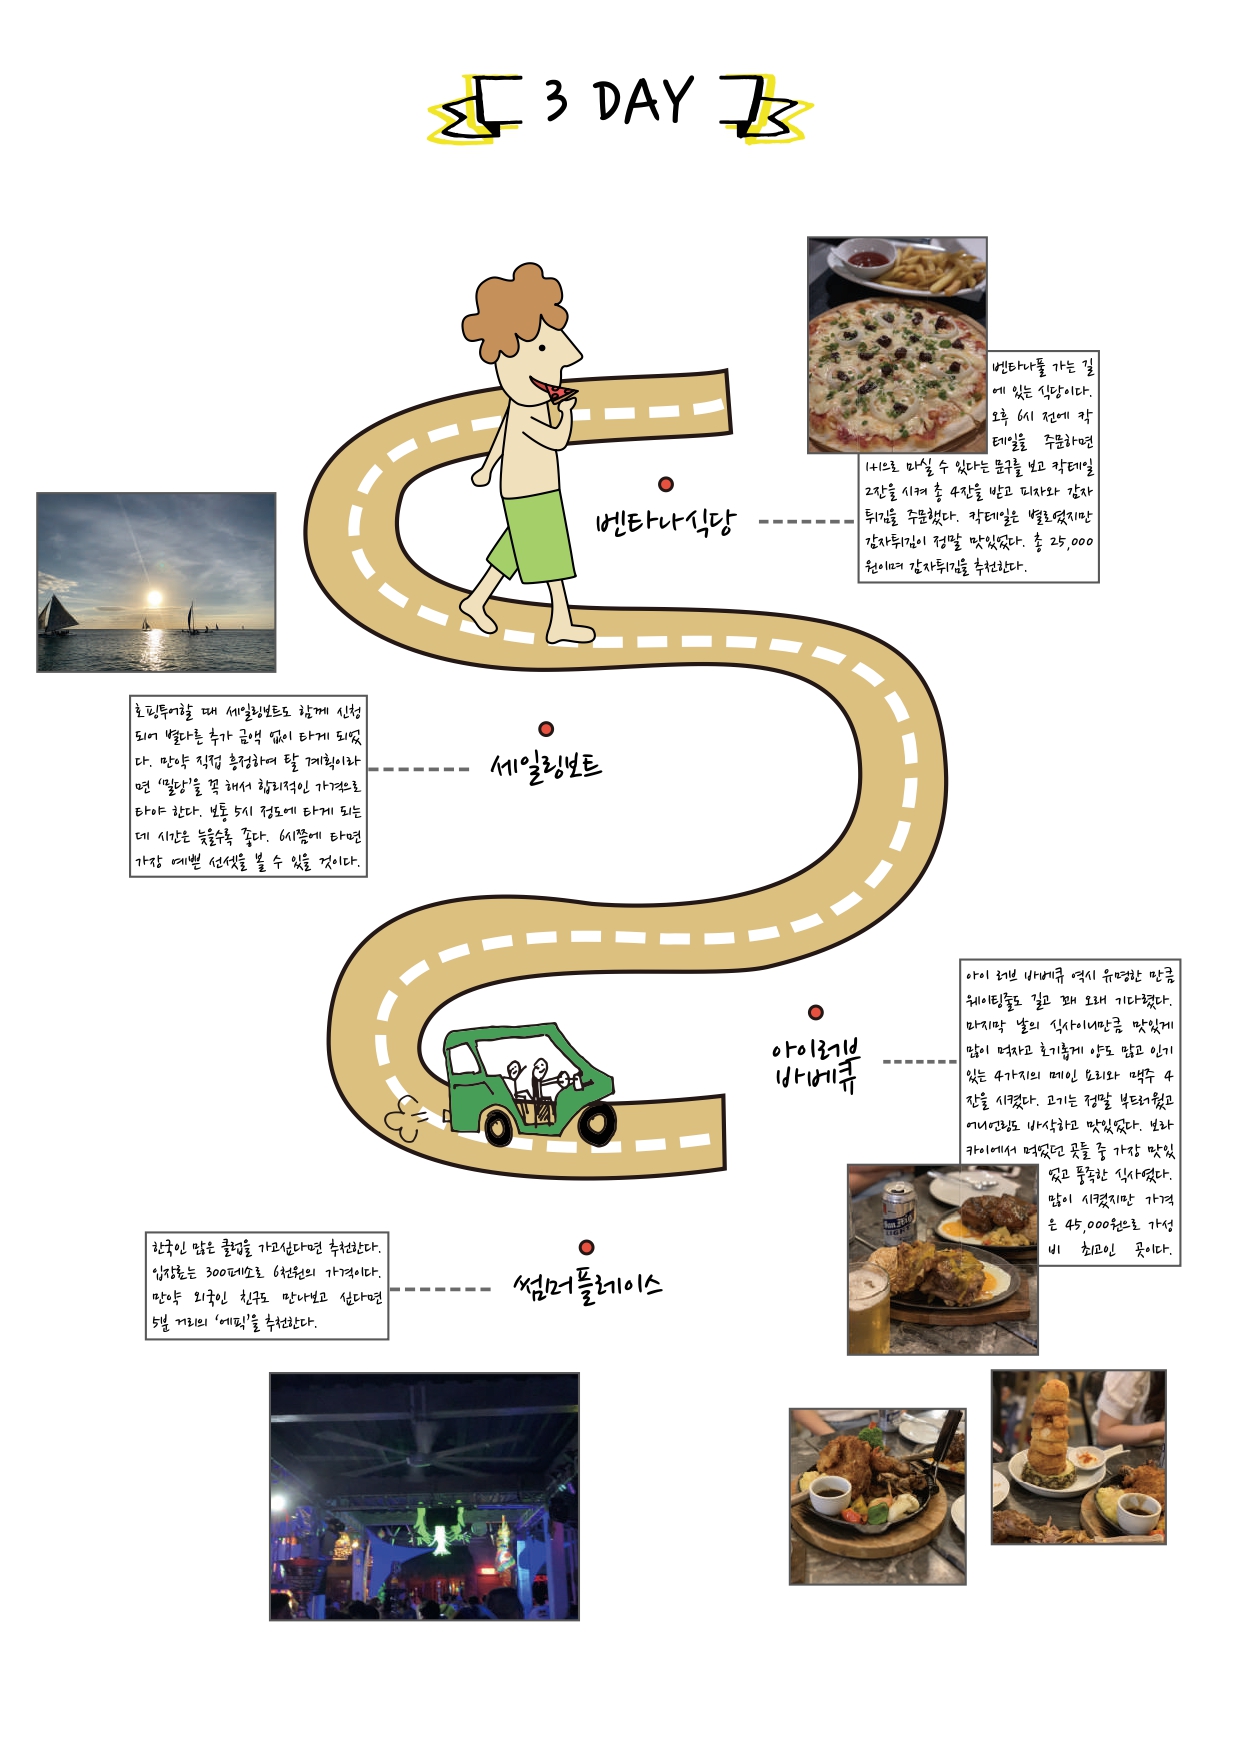 3 DAY
벤타나풀 가는 길
에 있는 식당이다.
오후 6시 전에 칵
테일을 주문하면
1+1으로 마실 수 있다는 문구를 보고 칵테일
2잔을 시켜 총 4잔을 받고 피자와 감자
튀김을 주문했다. 칵테일은 별로였지만
감자튀김이 정말 맛있었다. 총 25,000
원이며 감자튀김을 추천한다.
벤타나식당
호핑투어할 때 세일링보트도 함께 신청
되어 별다른 추가 금액 없이 타게 되었
다. 만약 직접 흥정하여 탈 계획이라
면 '밀당'을 꼭 해서 합리적인 가격으로
타야 한다. 보통 5시 정도에 타게 되는
데 시간은 늦을수록 좋다. 6시쯤에 타면
가장 예쁜 선셋을 볼 수 있을 것이다.
세일링보트
아이 러브 바베큐 역시 유명한 만큼
웨이팅줄도 길고 꽤 오래 기다렸다.
마지막 날의 식사이니만큼 맛있게
많이 먹자고 호기롭게 양도 많고 인기
있는 4가지의 메인 요리와 맥주 4
잔을 시켰다. 고기는 정말 부드러웠고
어니언링도 바삭하고 맛있었다. 보라
카이에서 먹었던 곳들 중 가장 맛있
었고 풍족한 식사였다.
많이 시켰지만 가격
은 45,000원으로 가성
비 최고인 곳이다.
아이러브
바베큐
한국인 많은 클럽을 가고싶다면 추천한다.
입장료는 300페소로 6천원의 가격이다.
만약 외국인 친구도 만나보고 싶다면
5분 거리의 '에픽'을 추천한다.
썸머플레이스